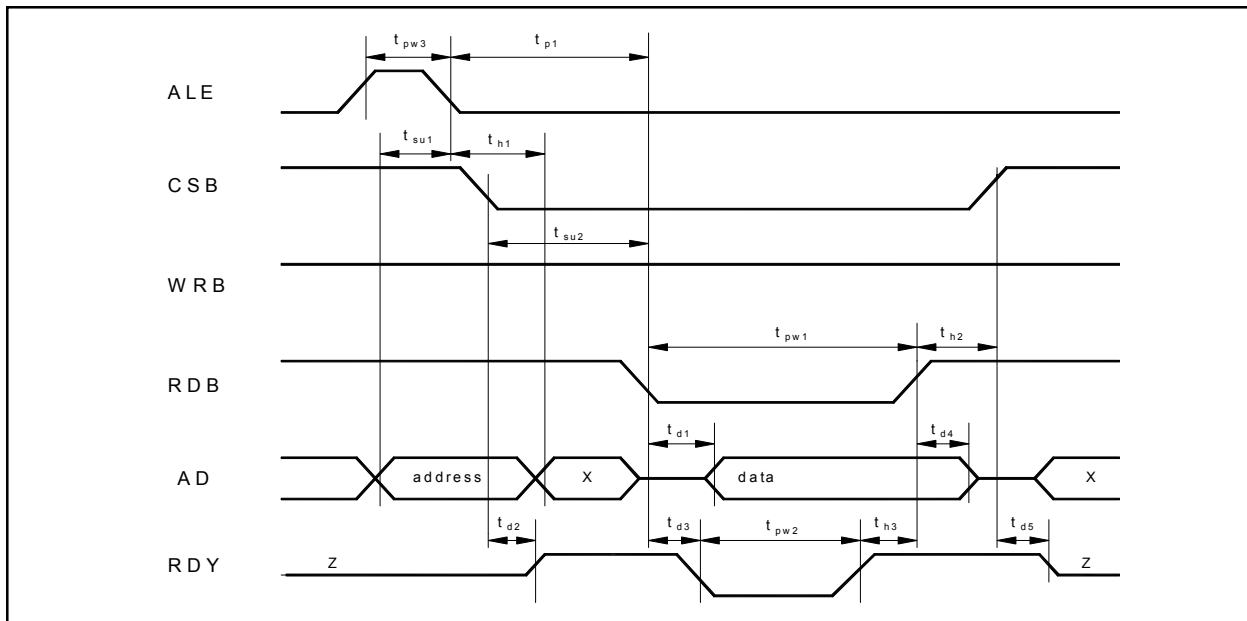 t pw3 t p1
ALE
t su1 t h1
CSB
t su2
WRB
t pw1 t h2
RDB
t d1 t d4
AD address X data X
t d2 t d3 t pw2 t h3 t d5
RDY Z Z